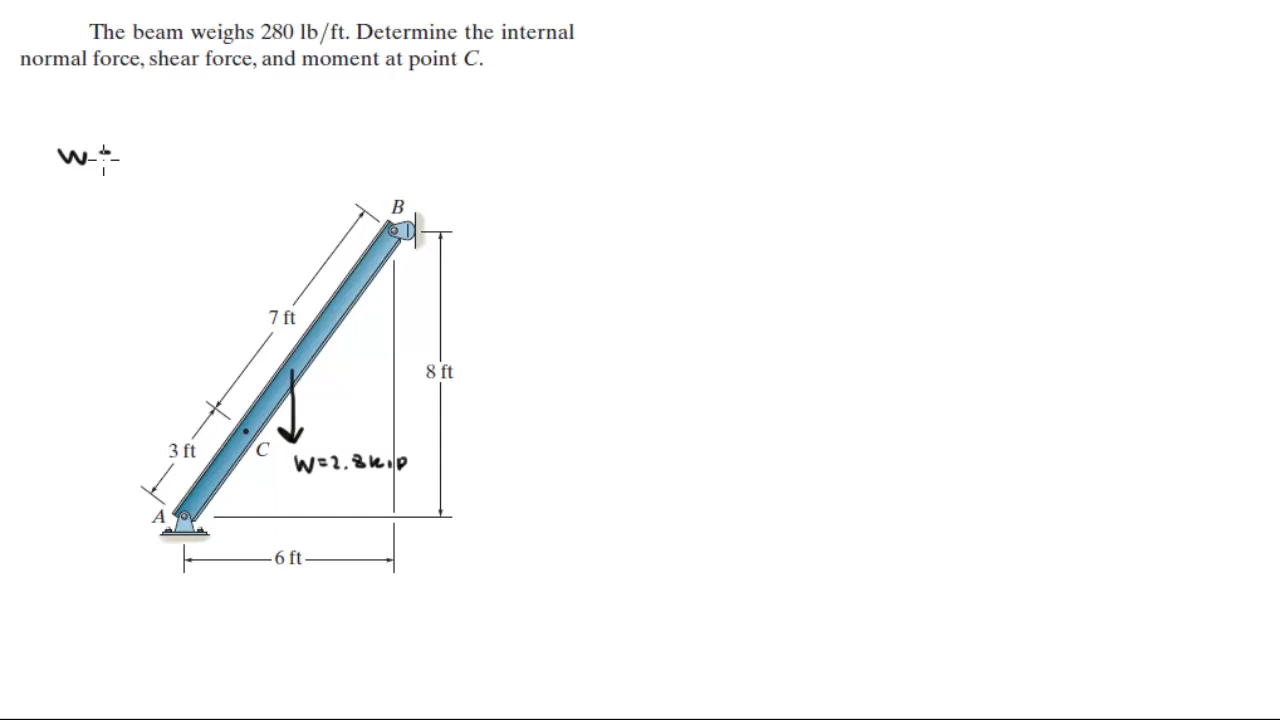 The beam weighs 280 lb/ft. Determine the internal
normal force, shear force, and moment at point C.
W=
B
7 ft
8 ft
3 ft
C
W=2.8kip
A
6 ft